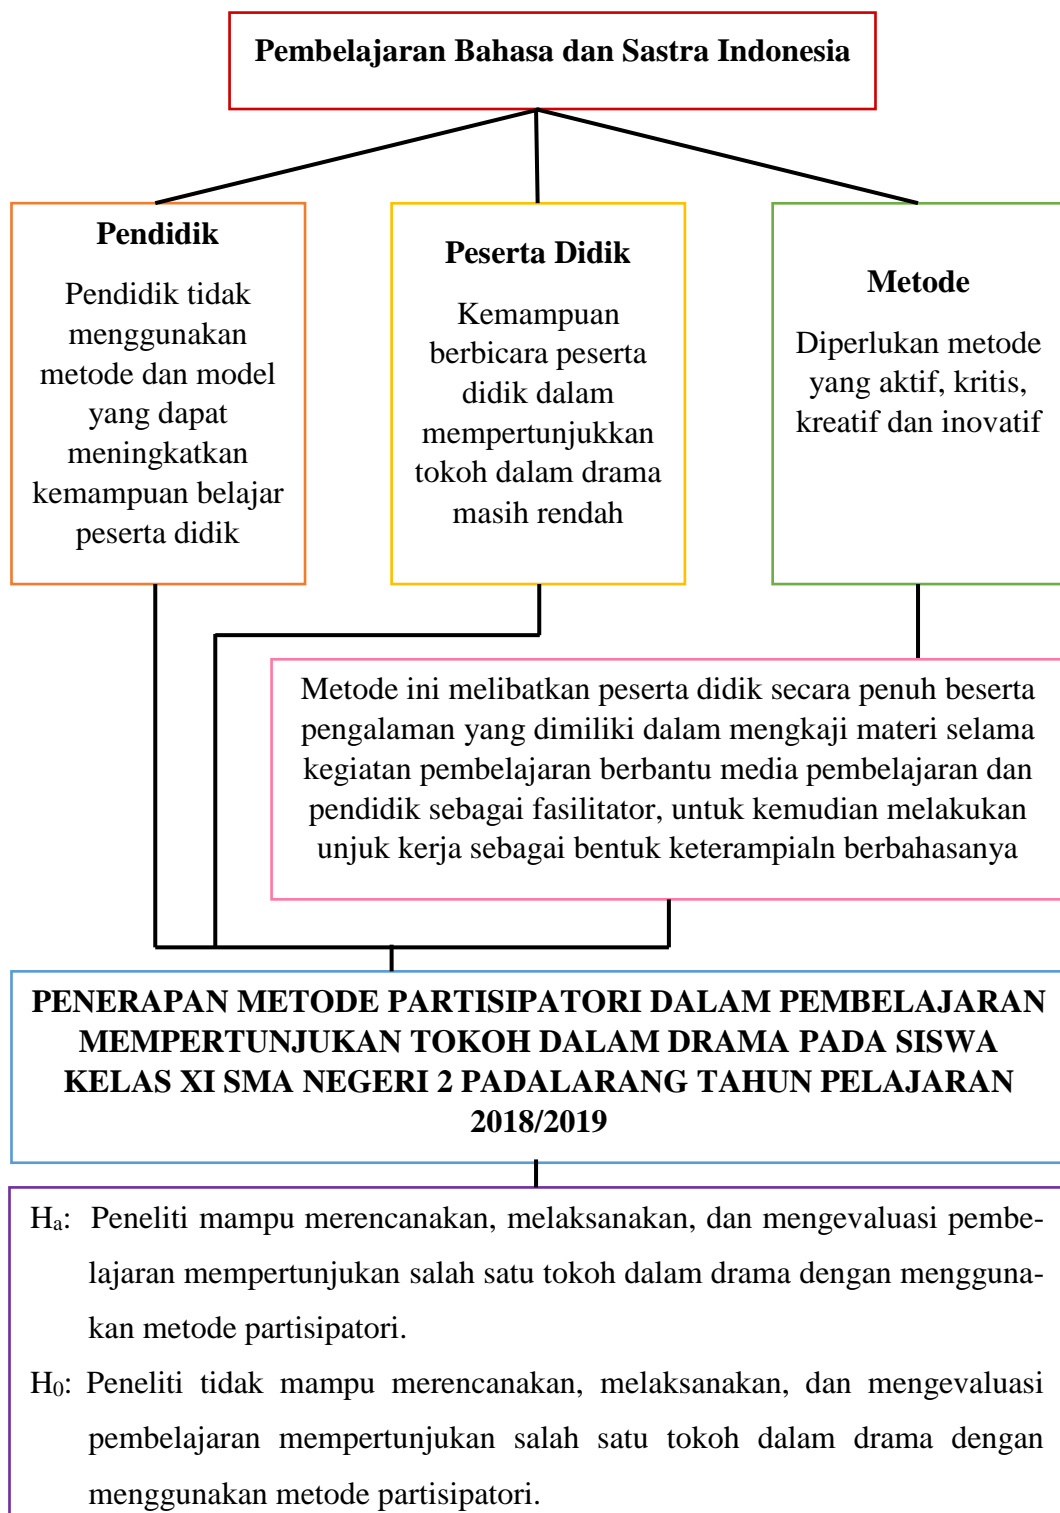 Pembelajaran Bahasa dan Sastra Indonesia
Pendidik
Pendidik tidak
menggunakan
metode dan model
yang dapat
meningkatkan
kemampuan belajar
peserta didik
Peserta Didik
Kemampuan
berbicara peserta
didik dalam
mempertunjukkan
tokoh dalam drama
masih rendah
Metode
Diperlukan metode
yang aktif, kritis,
kreatif dan inovatif
Metode ini melibatkan peserta didik secara penuh beserta
pengalaman yang dimiliki dalam mengkaji materi selama
kegiatan pembelajaran berbantu media pembelajaran dan
pendidik sebagai fasilitator, untuk kemudian melakukan
unjuk kerja sebagai bentuk keterampialn berbahasanya
PENERAPAN METODE PARTISIPATORI DALAM PEMBELAJARAN
MEMPERTUNJUKAN TOKOH DALAM DRAMA PADA SISWA
KELAS XI SMA NEGERI 2 PADALARANG TAHUN PELAJARAN
2018/2019
Ha: Peneliti mampu merencanakan, melaksanakan, dan mengevaluasi pembe-
lajaran mempertunjukan salah satu tokoh dalam drama dengan mengguna-
kan metode partisipatori.
H0: Peneliti tidak mampu merencanakan, melaksanakan, dan mengevaluasi
pembelajaran mempertunjukan salah satu tokoh dalam drama dengan
menggunakan metode partisipatori.